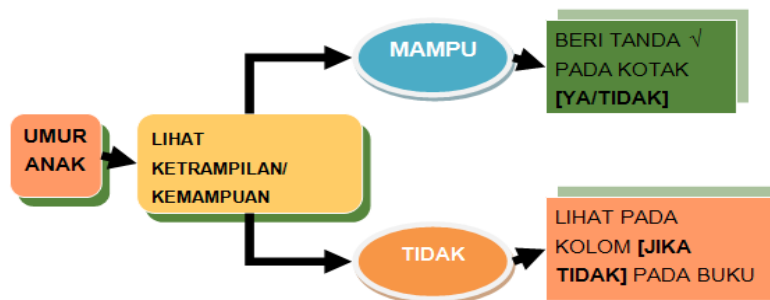 UMUR
ANAK
LIHAT
KETRAMPILAN/
KEMAMPUAN
MAMPU
BERI TANDA √
PADA KOTAK
[YA/TIDAK]
TIDAK
LIHAT PADA
KOLOM [JIKA
TIDAK] PADA BUKU